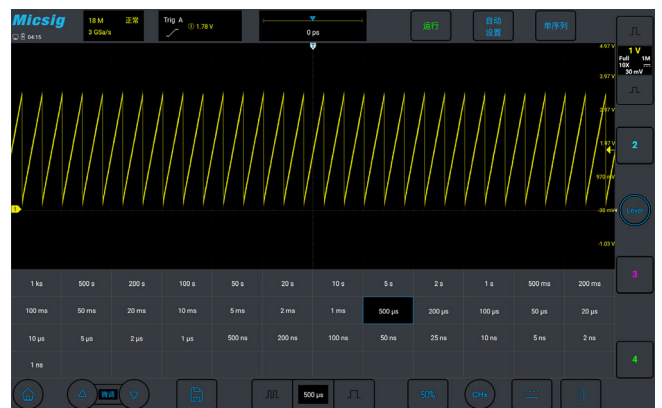 Micsig
04:15
18 M 正常
3 GSa/s
Trig A ① 1.78 V
0 ps
运行
自动
设置
单序列
1 V
Full 1M
10X
30 mV
4.97 V
3.97 V
2.97 V
1.97 V
970 mV
-30 mV
-1.03 V
T
1
2
Level
3
4
1 ks 500 s 200 s 100 s 50 s 20 s 10 s 5 s 2 s 1 s 500 ms 200 ms
100 ms 50 ms 20 ms 10 ms 5 ms 2 ms 1 ms 500 μs 200 μs 100 μs 50 μs 20 μs
10 μs 5 μs 2 μs 1 μs 500 ns 200 ns 100 ns 50 ns 25 ns 10 ns 5 ns 2 ns
1 ns
微调
500 μs
50%
CHx